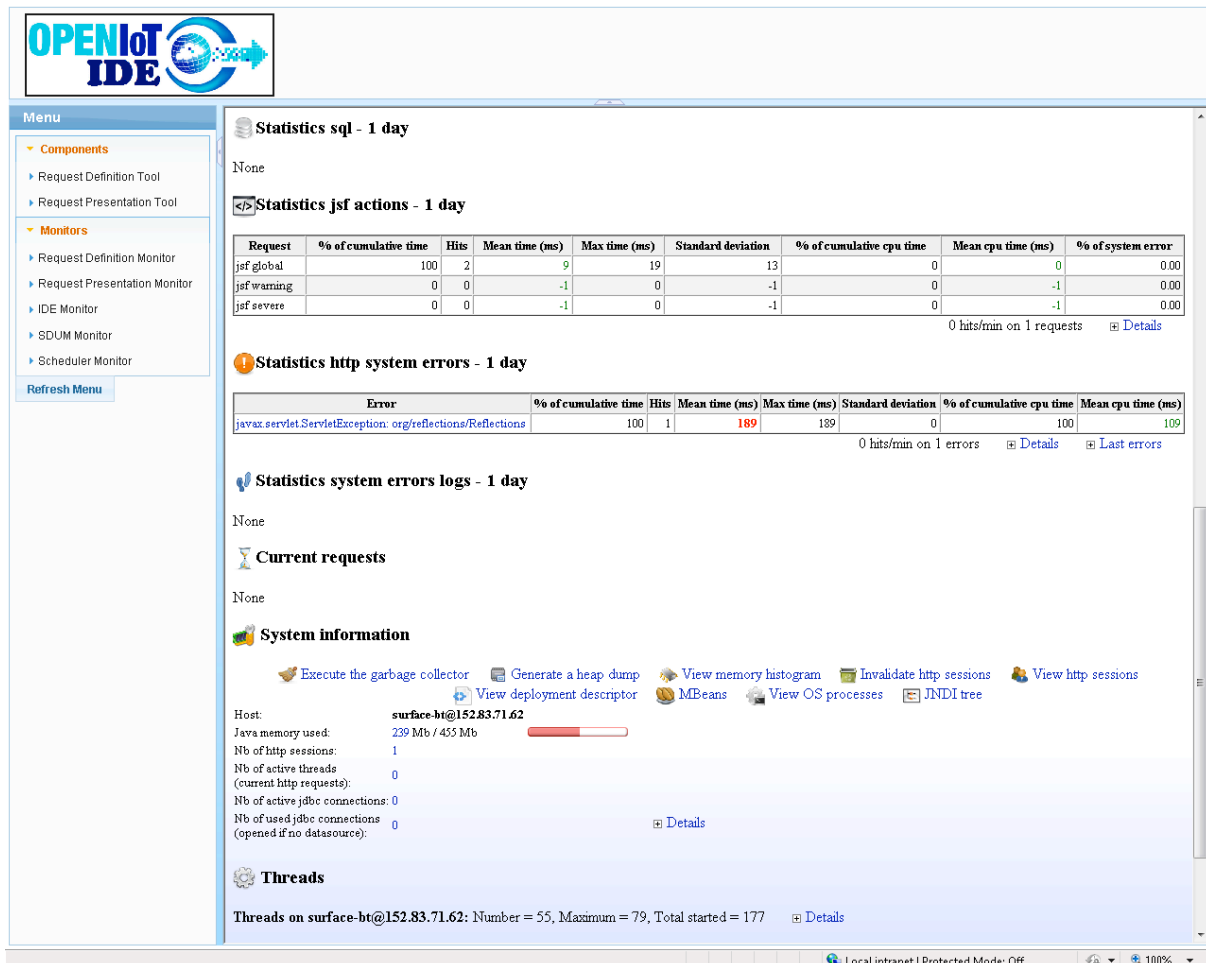 OPENIoT
IDE
Menu
Components
Request Definition Tool
Request Presentation Tool
Monitors
Request Definition Monitor
Request Presentation Monitor
IDE Monitor
SDUM Monitor
Scheduler Monitor
Refresh Menu
Statistics sql - 1 day
None
Statistics jsf actions - 1 day
Request % of cumulative time Hits Mean time (ms) Max time (ms) Standard deviation % of cumulative cpu time Mean cpu time (ms) % of system error
jsf global 100 2 9 19 13 0 0 0.00
jsf warning 0 0 -1 0 -1 0 -1 0.00
jsf severe 0 0 -1 0 -1 0 -1 0.00
0 hits/min on 1 requests Details
Statistics http system errors - 1 day
Error % of cumulative time Hits Mean time (ms) Max time (ms) Standard deviation % of cumulative cpu time Mean cpu time (ms)
javax.servlet.ServletException: org/reflections/Reflections 100 1 189 189 0 100 109
0 hits/min on 1 errors Details Last errors
Statistics system errors logs - 1 day
None
Current requests
None
System information
Execute the garbage collector Generate a heap dump View memory histogram Invalidate http sessions View http sessions
View deployment descriptor MBeans View OS processes JNDI tree
Host: surface-bt@152.83.71.62
Java memory used: 239 Mb / 455 Mb
Nb of http sessions: 1
Nb of active threads
(current http requests): 0
Nb of active jdbc connections: 0
Nb of used jdbc connections
(opened if no datasource): 0 Details
Threads
Threads on surface-bt@152.83.71.62: Number = 55, Maximum = 79, Total started = 177 Details
Local intranet | Protected Mode: Off 100%